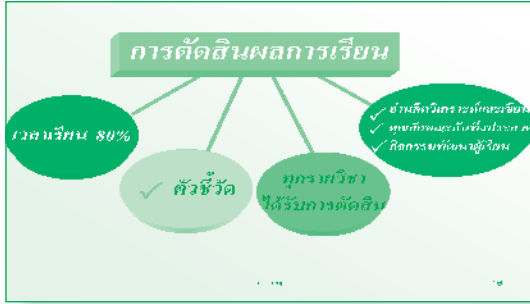 การตัดสินผลการเรียน
เวลาเรียน 80%
✓ ตัวชี้วัด
ทุกรายวิชา
ได้รับการตัดสิน
✓ อ่านคิดวิเคราะห์และเขียน
✓ คุณลักษณะอันพึงประสงค์
✓ กิจกรรมพัฒนาผู้เรียน